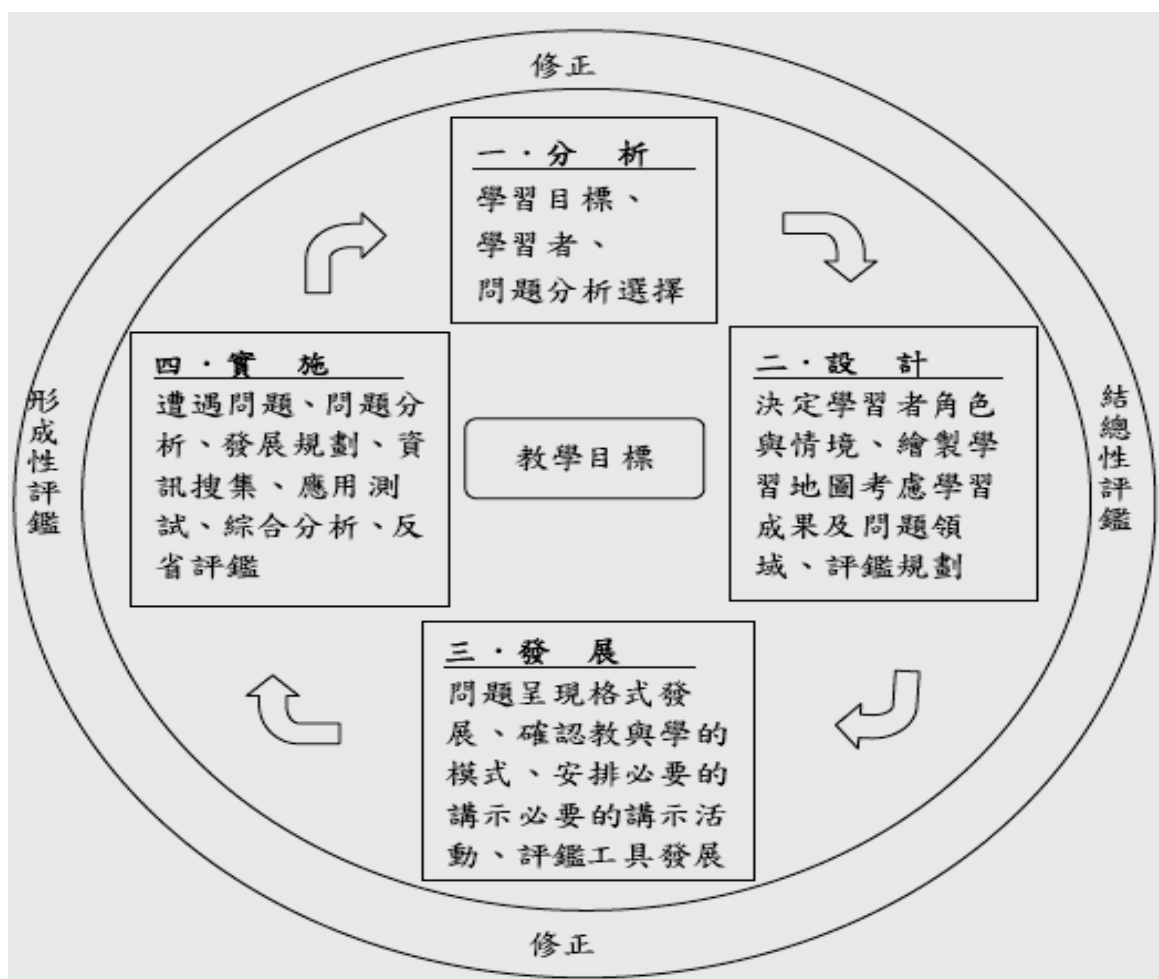 修正
一．分 析
學習目標、
學習者、
問題分析選擇
二．設 計
決定學習者角色
與情境、繪製學
習地圖考慮學習
成果及問題領
域、評鑑規劃
三．發 展
問題呈現格式發
展、確認教與學的
模式、安排必要的
講示必要的講示活
動、評鑑工具發展
四．實 施
遭遇問題、問題分
析、發展規劃、資
訊搜集、應用測
試、綜合分析、反
省評鑑
教學目標
形成性評鑑
結總性評鑑
修正